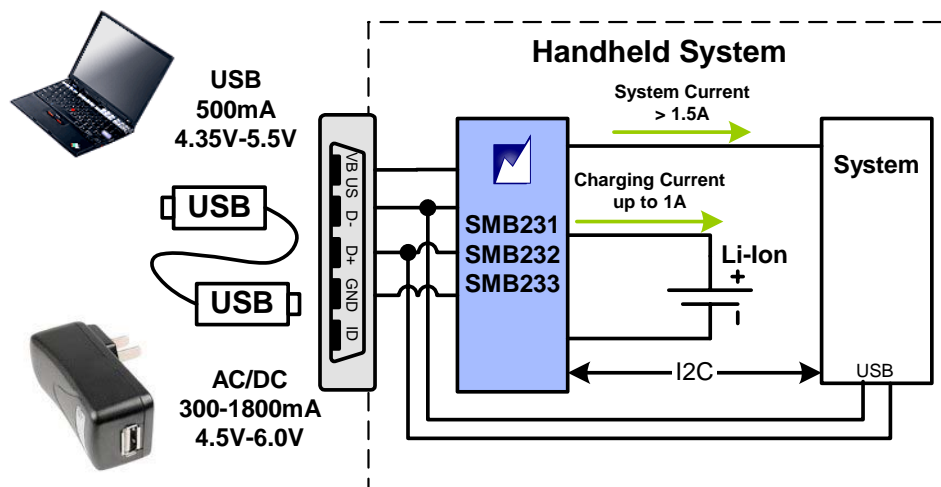 Handheld System
USB
500mA
4.35V-5.5V
System Current
> 1.5A
System
Charging Current
up to 1A
VBUS
D-
D+
GND
ID
USB
USB
SMB231
SMB232
SMB233
Li-Ion
+
-
AC/DC
300-1800mA
4.5V-6.0V
I2C
USB